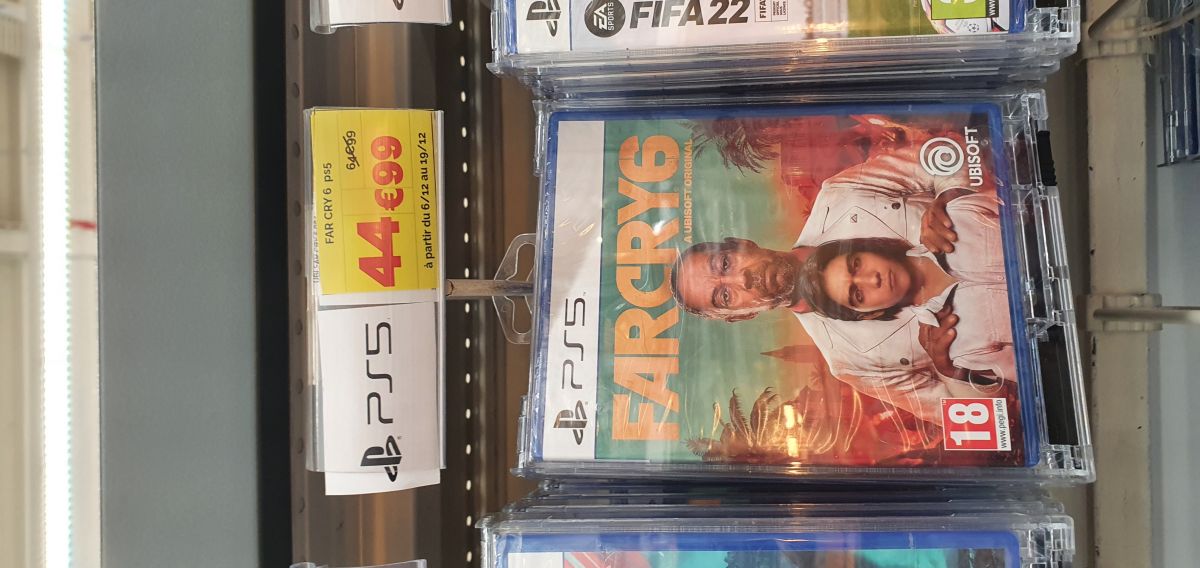 FAR CRY 6 ps5
64€99
44€99
à partir du 6/12 au 19/12
PS5
EA SPORTS
FIFA 22
FIFA
PS5
FARCRY6
A UBISOFT ORIGINAL
UBISOFT
18
www.pegi.info